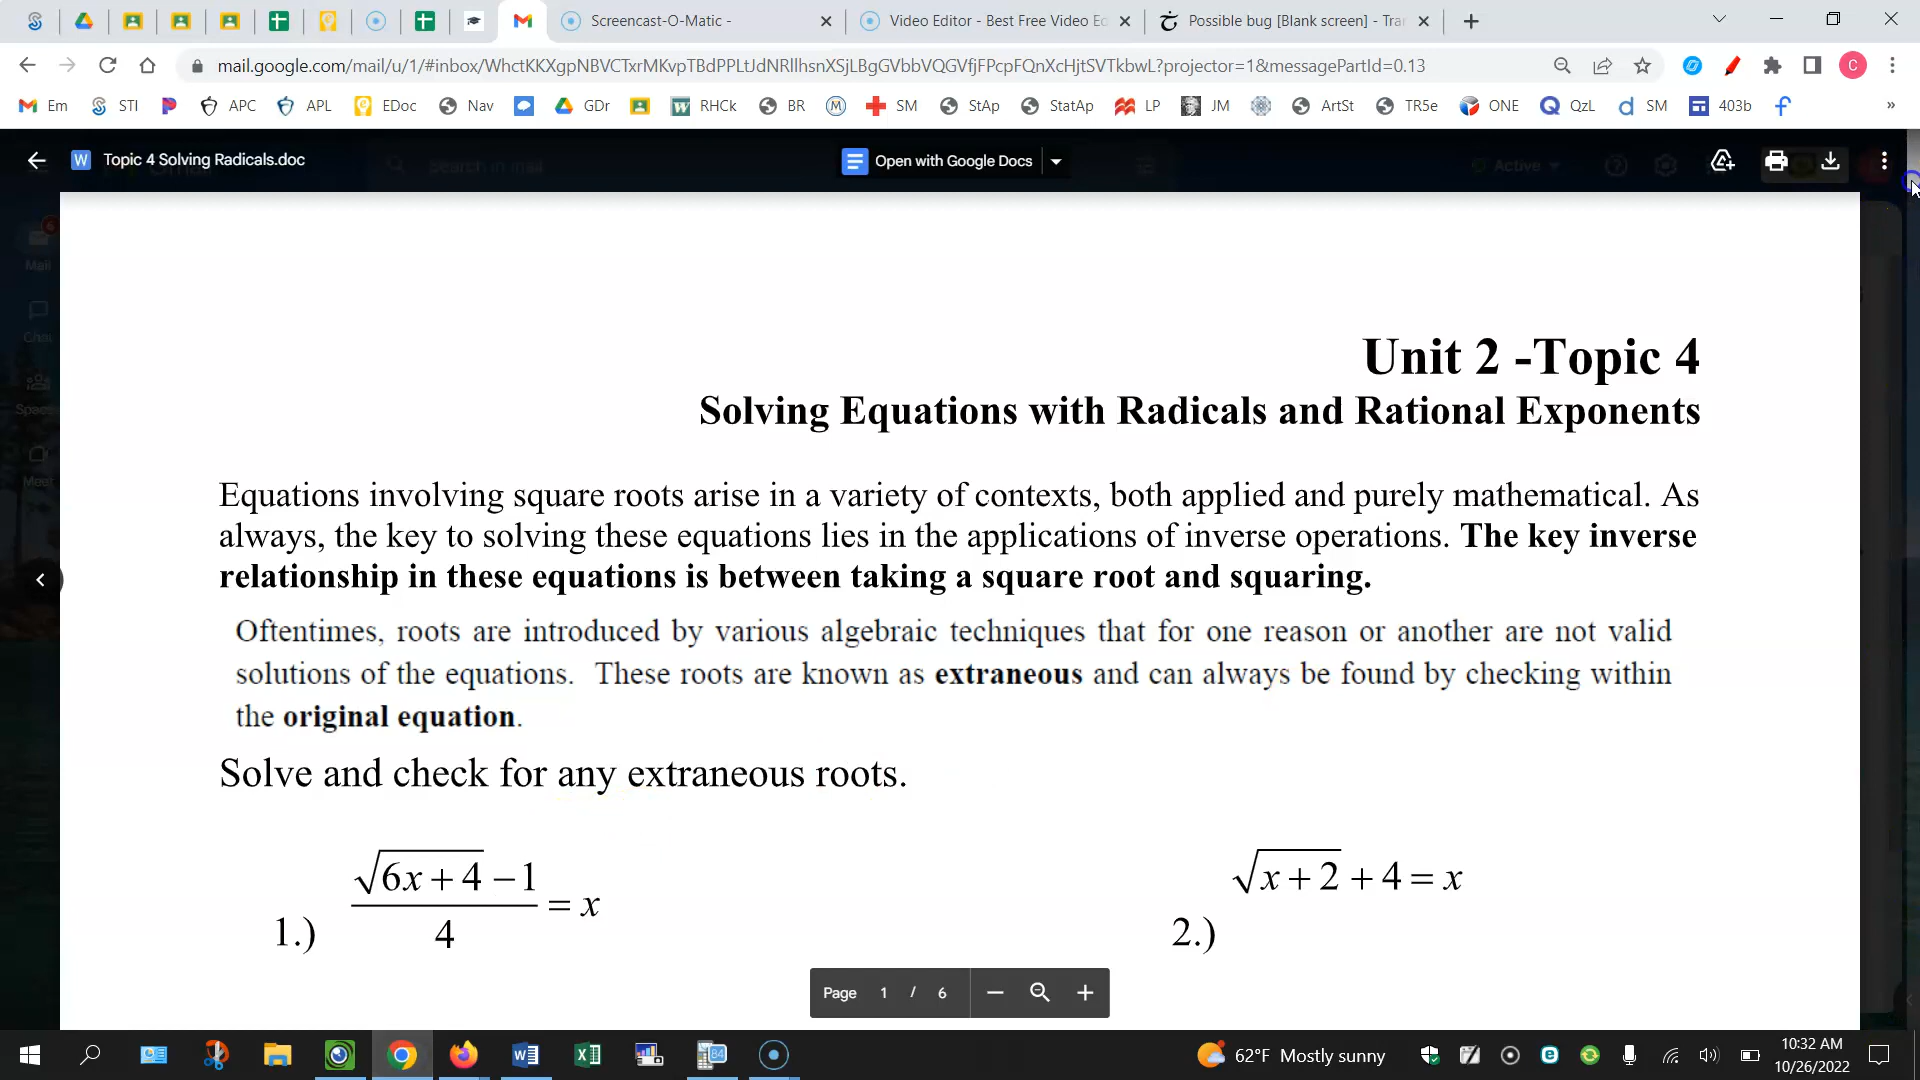 Screencast-O-Matic -
Video Editor - Best Free Video Ed
Possible bug [Blank screen] - Tra
mail.google.com/mail/u/1/#inbox/WhctKKXgpNBVCTxrMKvpTBdPPLtJdNRllhsnXSjLBgGVbbVQGVfjFPcpFQnXcHjtSVTkbwL?projector=1&messagePartId=0.13
C
Em STI APC APL EDoc Nav GDr RHCk BR SM StAp StatAp LP JM ArtSt TR5e ONE QzL SM 403b »
W Topic 4 Solving Radicals.doc
Open with Google Docs
Search in mail
Active
6
Mail
Chat
Meet
Unit 2 -Topic 4
Solving Equations with Radicals and Rational Exponents
Equations involving square roots arise in a variety of contexts, both applied and purely mathematical. As
always, the key to solving these equations lies in the applications of inverse operations. The key inverse
relationship in these equations is between taking a square root and squaring.
Oftentimes, roots are introduced by various algebraic techniques that for one reason or another are not valid
solutions of the equations. These roots are known as extraneous and can always be found by checking within
the original equation.
Solve and check for any extraneous roots.
1.) (√(6x+4) −1)/4 = x
2.) √(x+2) + 4 = x
Page 1 / 6
62°F Mostly sunny
10:32 AM
10/26/2022